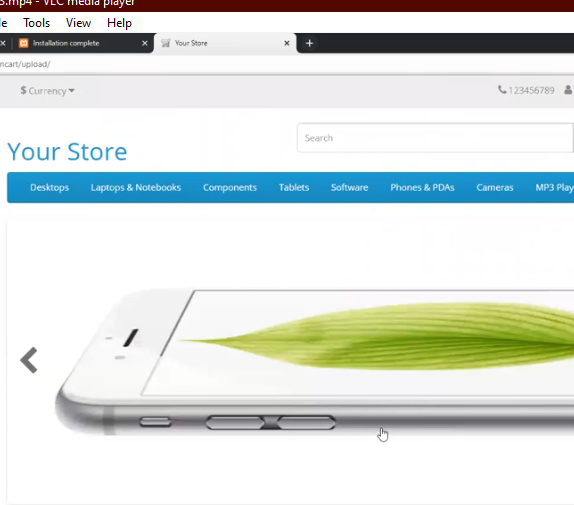 S.mp4 - VLC media player
le Tools View Help
Installation complete Your Store
ncart/upload/
$ Currency 123456789
Search
Your Store
Desktops Laptops & Notebooks Components Tablets Software Phones & PDAs Cameras MP3 Play